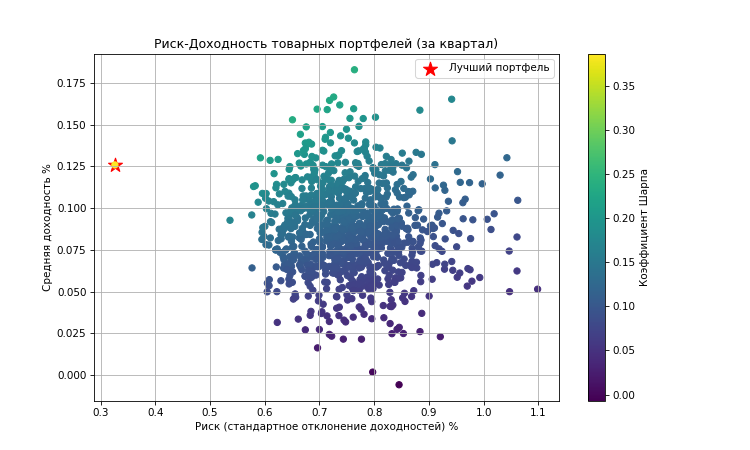 Риск-Доходность товарных портфелей (за квартал)
Лучший портфель
Средняя доходность %
0.175
0.150
0.125
0.100
0.075
0.050
0.025
0.000
0.3 0.4 0.5 0.6 0.7 0.8 0.9 1.0 1.1
Риск (стандартное отклонение доходностей) %
0.35
0.30
0.25
0.20
0.15
0.10
0.05
0.00
Коэффициент Шарпа